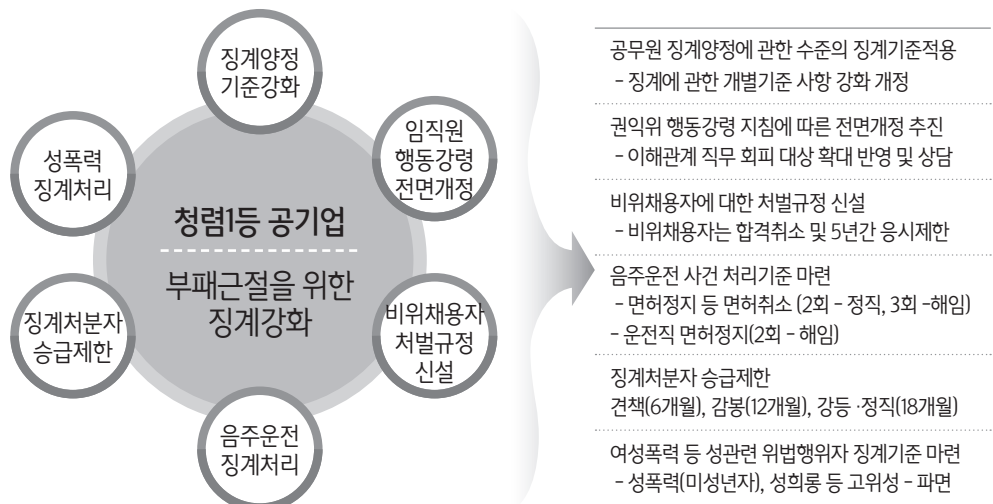 징계양정
기준강화
임직원
행동강령
전면개정
비위채용자
처벌규정
신설
음주운전
징계처리
징계처분자
승급제한
성폭력
징계처리
청렴1등 공기업
부패근절을 위한
징계강화
공무원 징계양정에 관한 수준의 징계기준적용
- 징계에 관한 개별기준 사항 강화 개정
권익위 행동강령 지침에 따른 전면개정 추진
- 이해관계 직무 회피 대상 확대 반영 및 상담
비위채용자에 대한 처벌규정 신설
- 비위채용자는 합격취소 및 5년간 응시제한
음주운전 사건 처리기준 마련
- 면허정지 등 면허취소 (2회 - 정직, 3회 -해임)
- 운전직 면허정지(2회 - 해임)
징계처분자 승급제한
견책(6개월), 감봉(12개월), 강등 ·정직(18개월)
여성폭력 등 성관련 위법행위자 징계기준 마련
- 성폭력(미성년자), 성희롱 등 고위성 - 파면